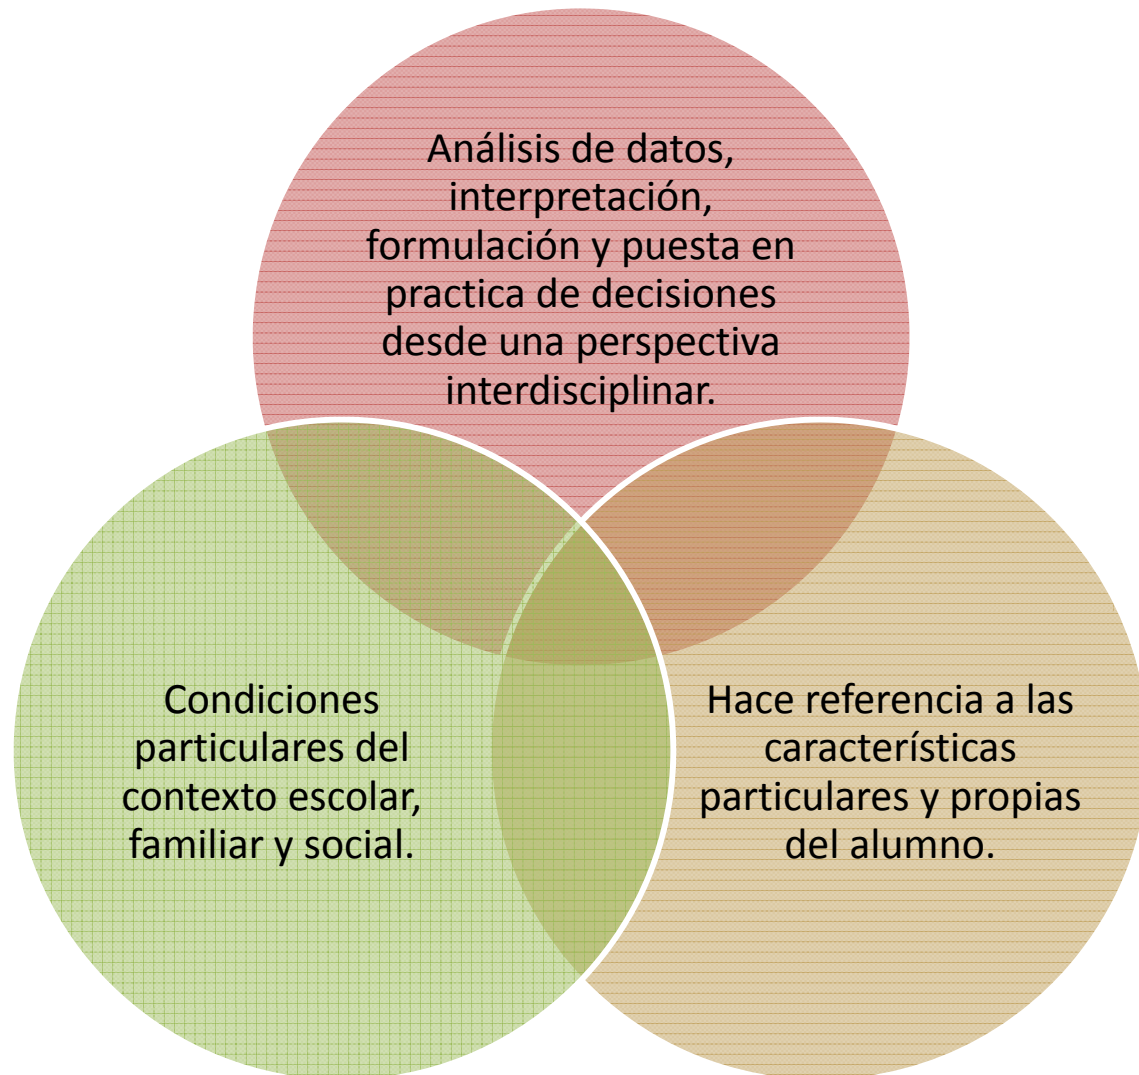 Análisis de datos,
interpretación,
formulación y puesta en
practica de decisiones
desde una perspectiva
interdisciplinar.
Condiciones
particulares del
contexto escolar,
familiar y social.
Hace referencia a las
características
particulares y propias
del alumno.